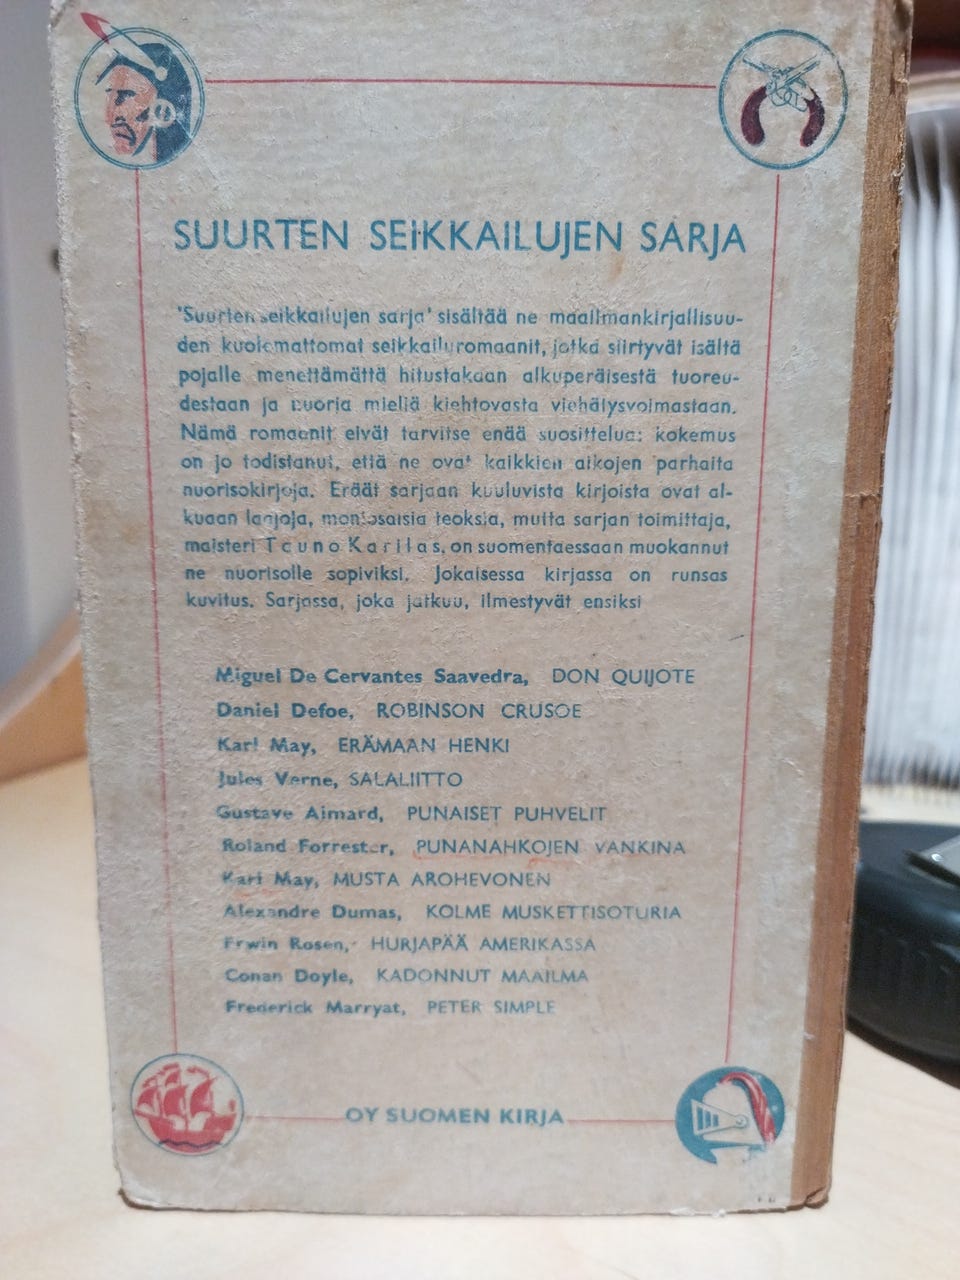 SUURTEN SEIKKAILUJEN SARJA
'Suurten seikkailujen sarja' sisältää ne maailmankirjallisuu-
den kuolemattomat seikkailuromaanit, jotka siirtyvät isältä
pojalle menettämättä hitustakaan alkuperäisestä tuoreu-
destaan ja nuoria mieliä kiehtovasta viehätysvoimastaan.
Nämä romaanit eivät tarvitse enää suosittelua: kokemus
on jo todistanut, että ne ovat kaikkien aikojen parhaita
nuorisokirjoja. Eräät sarjaan kuuluvista kirjoista ovat al-
kuaan laajoja, moniosaisia teoksia, mutta sarjan toimittaja,
maisteri Tauno Karilas, on suomentaessaan muokannut
ne nuorisolle sopiviksi. Jokaisessa kirjassa on runsas
kuvitus. Sarjassa, joka jatkuu, ilmestyvät ensiksi
Miguel De Cervantes Saavedra, DON QUIJOTE
Daniel Defoe, ROBINSON CRUSOE
Karl May, ERÄMAAN HENKI
Jules Verne, SALALIITTO
Gustave Aimard, PUNAISET PUHVELIT
Roland Forrester, PUNANAHKOJEN VANKINA
Karl May, MUSTA AROHEVONEN
Alexandre Dumas, KOLME MUSKETTISOTURIA
Erwin Rosen, HURJAPÄÄ AMERIKASSA
Conan Doyle, KADONNUT MAAILMA
Frederick Marryat, PETER SIMPLE
OY SUOMEN KIRJA